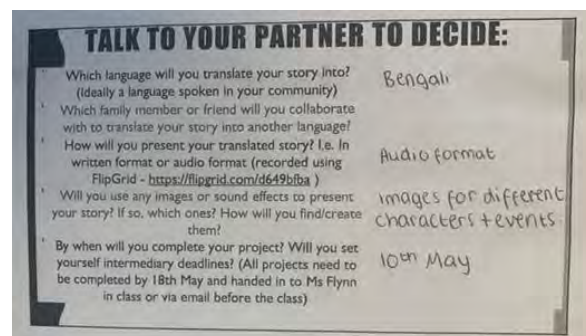 TALK TO YOUR PARTNER TO DECIDE:
Which language will you translate your story into?
(Ideally a language spoken in your community)
Bengali
Which family member or friend will you collaborate
with to translate your story into another language?
How will you present your translated story? I.e. In
written format or audio format (recorded using
FlipGrid - https://flipgrid.com/d649bfba )
Audio format
Will you use any images or sound effects to present
your story? If so, which ones? How will you find/create
them?
images for different
characters + events
By when will you complete your project? Will you set
yourself intermediary deadlines? (All projects need to
be completed by 18th May and handed in to Ms Flynn
in class or via email before the class)
10th May